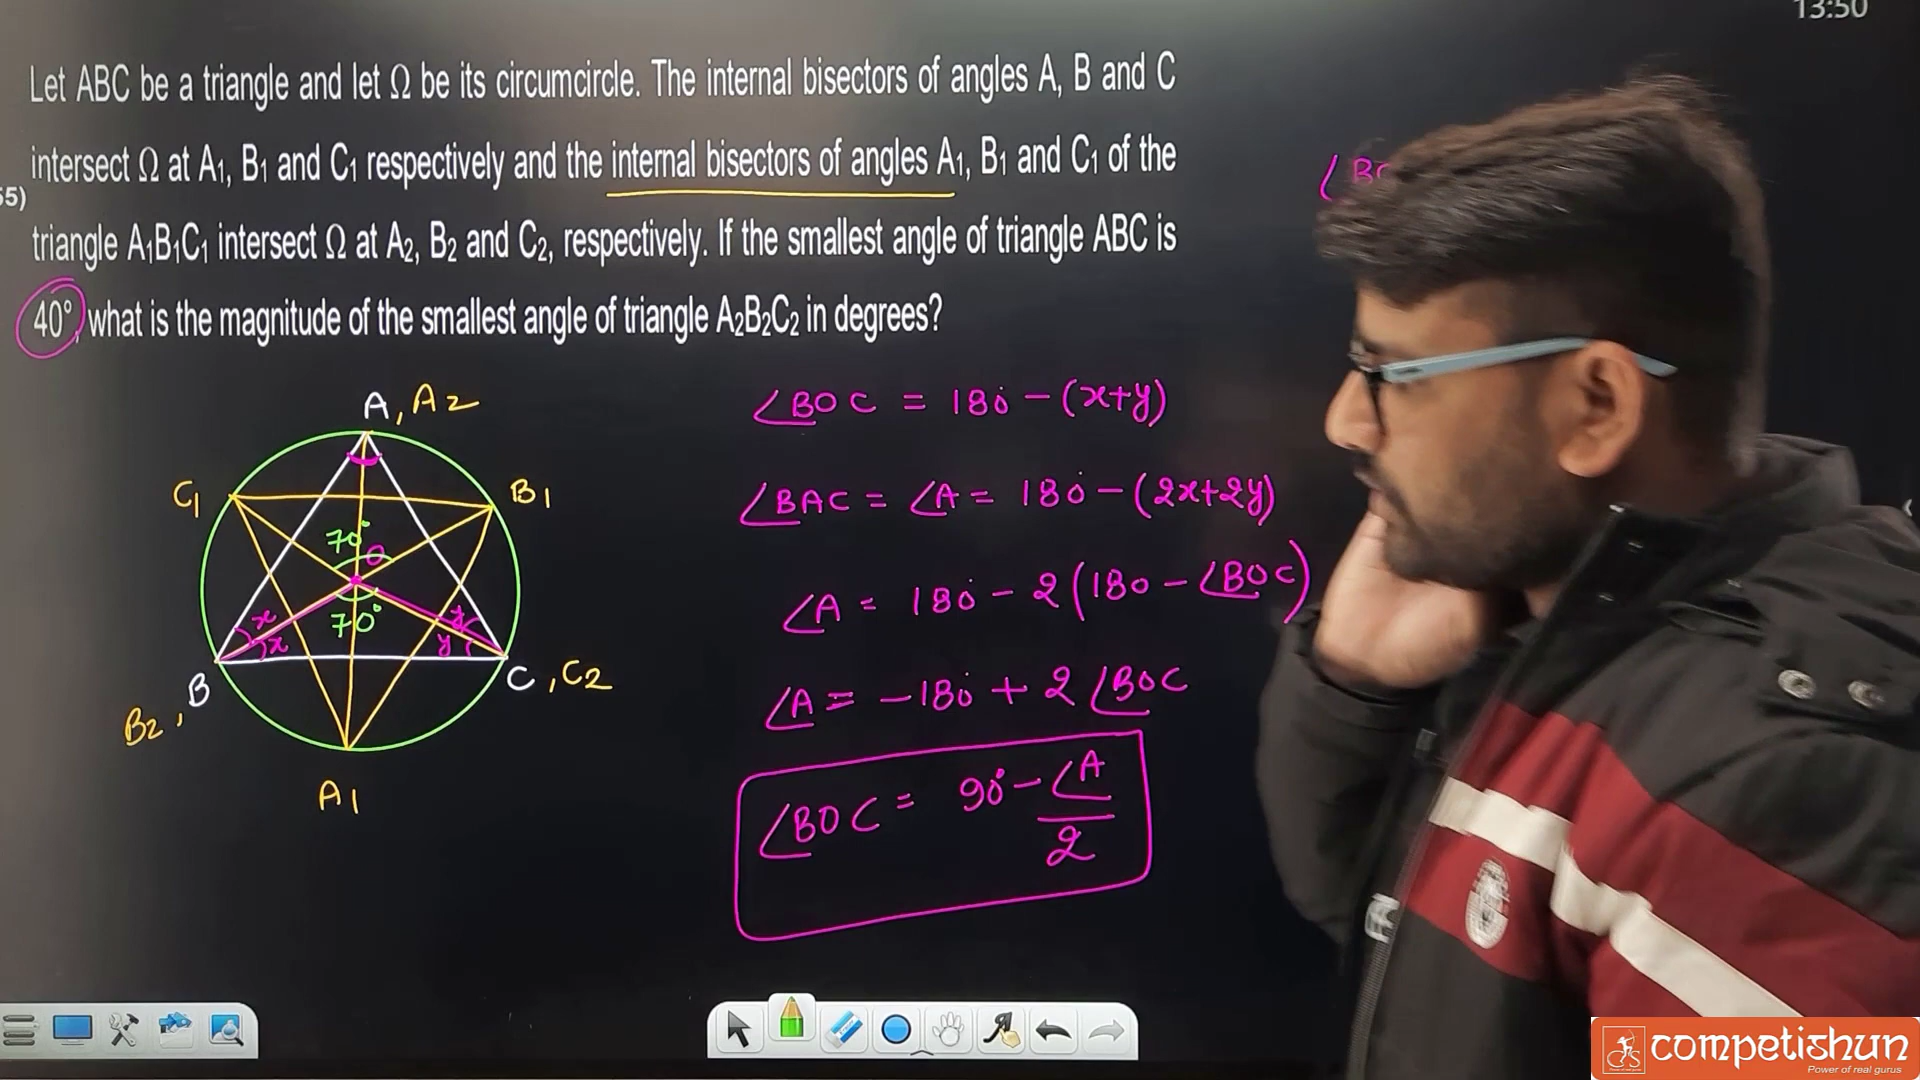 13:50
Let ABC be a triangle and let Ω be its circumcircle. The internal bisectors of angles A, B and C
intersect Ω at A1, B1 and C1 respectively and the internal bisectors of angles A1, B1 and C1 of the
55)
triangle A1B1C1 intersect Ω at A2, B2 and C2, respectively. If the smallest angle of triangle ABC is
40°, what is the magnitude of the smallest angle of triangle A2B2C2 in degrees?
A, A2
C1
B1
70°
θ
x
x
70°
y
y
B2, B
C, C2
A1
∠BOC = 180° - (x+y)
∠BAC = ∠A = 180° - (2x+2y)
∠A = 180° - 2(180 - ∠BOC)
∠A = -180° + 2∠BOC
∠BOC = 90° - ∠A/2
competishun
Power of real gurus